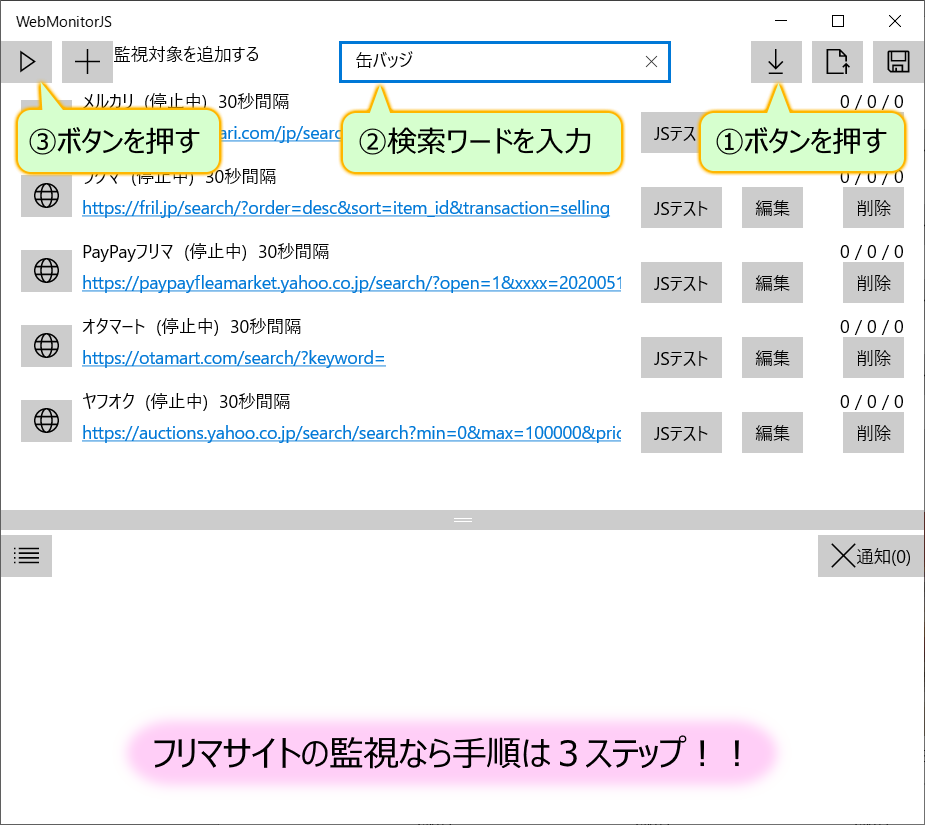 WebMonitorJS
監視対象を追加する
缶バッジ
メルカリ (停止中) 30秒間隔
0 / 0 / 0
③ボタンを押す
ari.com/jp/searc
②検索ワードを入力
JSテス
①ボタンを押す
ラクマ (停止中) 30秒間隔
0 / 0 / 0
https://fril.jp/search/?order=desc&sort=item_id&transaction=selling
JSテスト
編集
削除
PayPayフリマ (停止中) 30秒間隔
0 / 0 / 0
https://paypayfleamarket.yahoo.co.jp/search/?open=1&xxxx=2020051
JSテスト
編集
削除
オタマート (停止中) 30秒間隔
0 / 0 / 0
https://otamart.com/search/?keyword=
JSテスト
編集
削除
ヤフオク (停止中) 30秒間隔
0 / 0 / 0
https://auctions.yahoo.co.jp/search/search?min=0&max=100000&pric
JSテスト
編集
削除
通知(0)
フリマサイトの監視なら手順は３ステップ！！